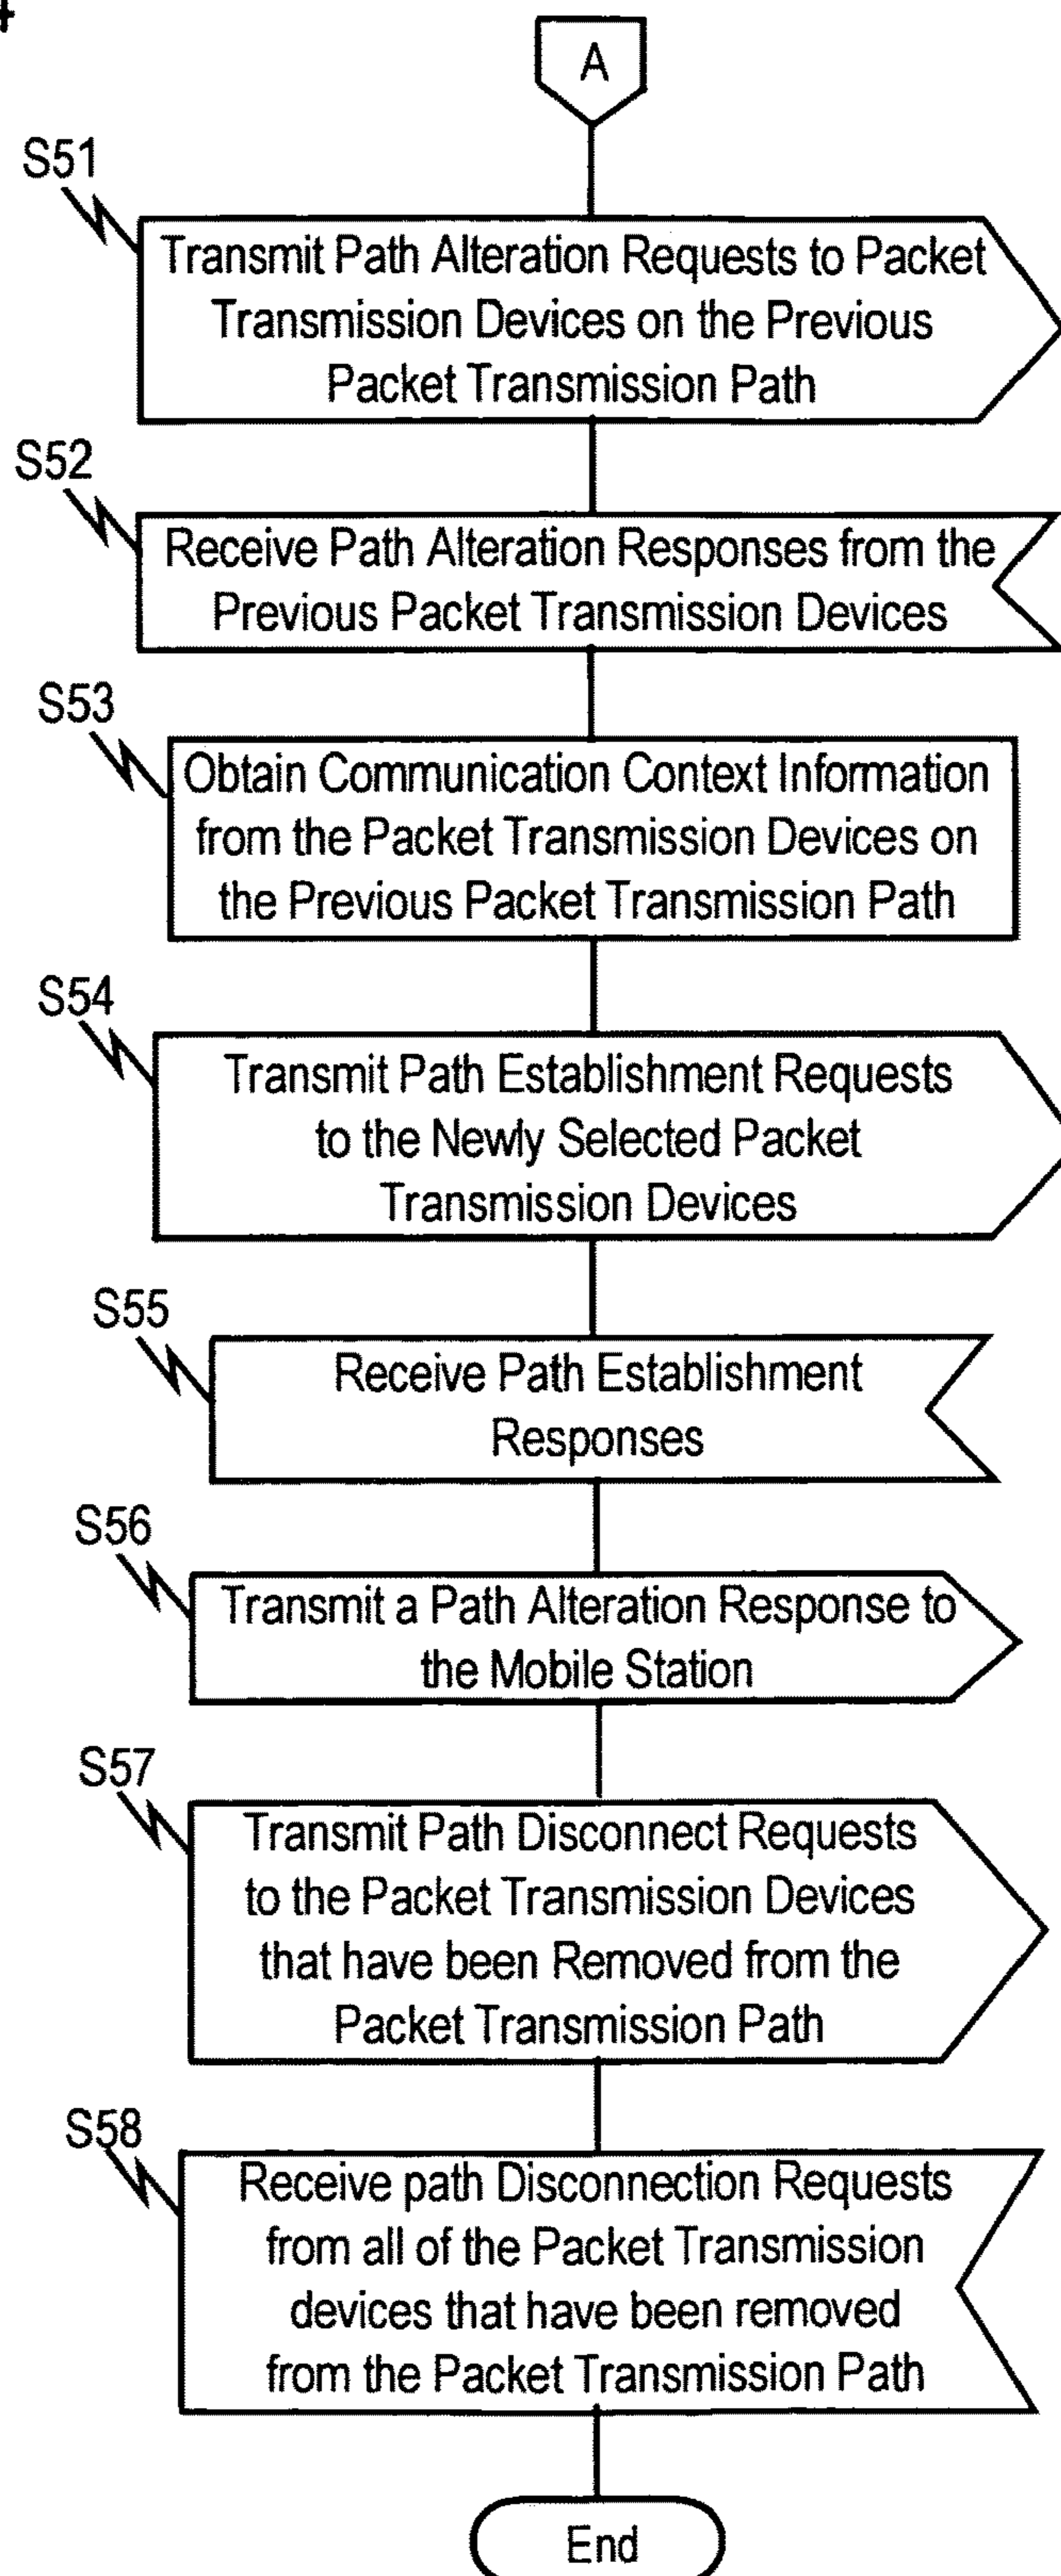 4
A
S51
Transmit Path Alteration Requests to Packet
Transmission Devices on the Previous
Packet Transmission Path
S52
Receive Path Alteration Responses from the
Previous Packet Transmission Devices
S53
Obtain Communication Context Information
from the Packet Transmission Devices on
the Previous Packet Transmission Path
S54
Transmit Path Establishment Requests
to the Newly Selected Packet
Transmission Devices
S55
Receive Path Establishment
Responses
S56
Transmit a Path Alteration Response to
the Mobile Station
S57
Transmit Path Disconnect Requests
to the Packet Transmission Devices
that have been Removed from the
Packet Transmission Path
S58
Receive path Disconnection Requests
from all of the Packet Transmission
devices that have been removed
from the Packet Transmission Path
End